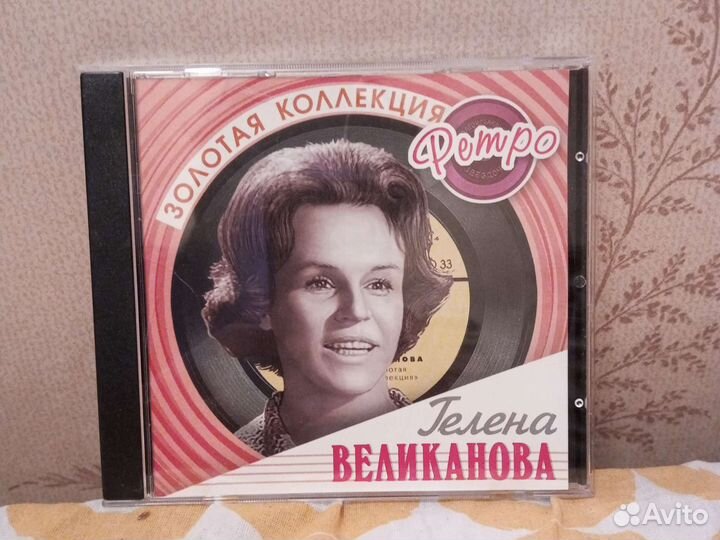 ЗОЛОТАЯ КОЛЛЕКЦИЯ
Ретро
33
Гелена
ВЕЛИКАНОВА
Avito